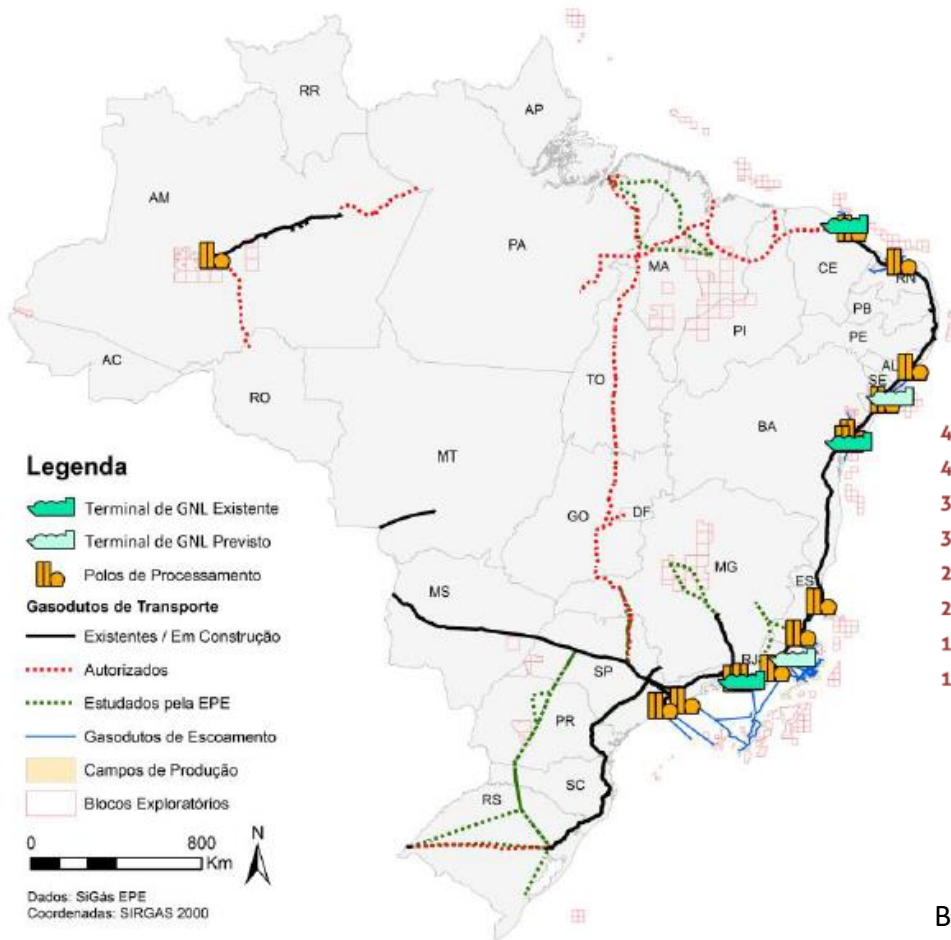 RR
AP
AM
PA
MA
CE
RN
PB
PE
PI
AL
SE
AC
RO
TO
BA
MT
GO
DF
MG
ES
MS
SP
RJ
PR
SC
RS
4
4
3
3
2
2
1
1
Legenda
Terminal de GNL Existente
Terminal de GNL Previsto
Polos de Processamento
Gasodutos de Transporte
Existentes / Em Construção
Autorizados
Estudados pela EPE
Gasodutos de Escoamento
Campos de Produção
Blocos Exploratórios
0 800
Km
N
Dados: SiGás EPE
Coordenadas: SIRGAS 2000
B